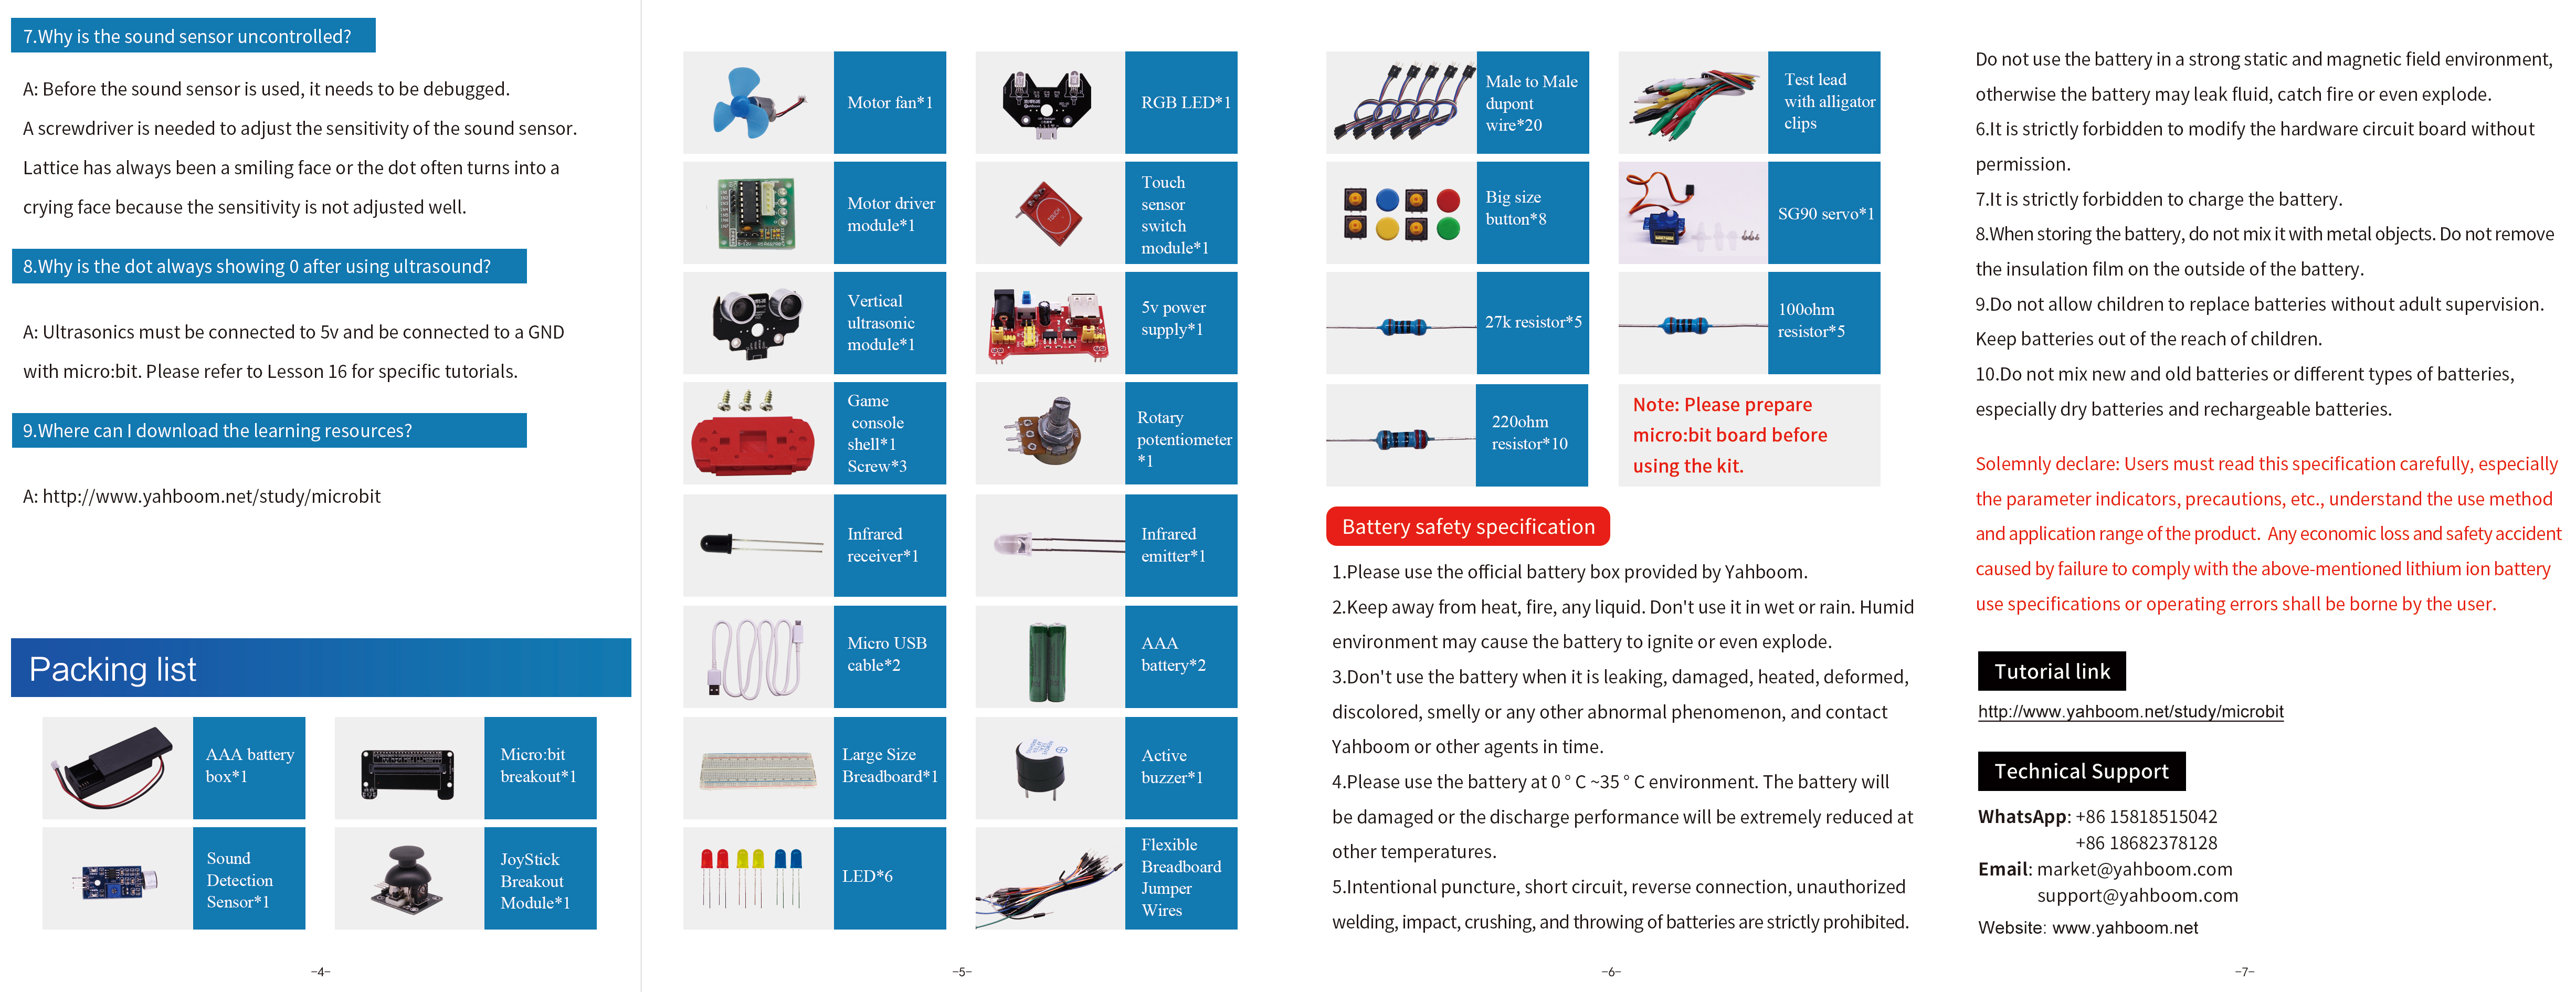 7.Why is the sound sensor uncontrolled?
A: Before the sound sensor is used, it needs to be debugged.
A screwdriver is needed to adjust the sensitivity of the sound sensor.
Lattice has always been a smiling face or the dot often turns into a
crying face because the sensitivity is not adjusted well.
8.Why is the dot always showing 0 after using ultrasound?
A: Ultrasonics must be connected to 5v and be connected to a GND
with micro:bit. Please refer to Lesson 16 for specific tutorials.
9.Where can I download the learning resources?
A: http://www.yahboom.net/study/microbit
Packing list
AAA battery
box*1
Micro:bit
breakout*1
Sound
Detection
Sensor*1
JoyStick
Breakout
Module*1
-4-
Motor fan*1
RGB LED*1
Motor driver
module*1
Touch
sensor
switch
module*1
TOUCH
Vertical
ultrasonic
module*1
5v power
supply*1
Game
console
shell*1
Screw*3
Rotary
potentiometer
*1
Infrared
receiver*1
Infrared
emitter*1
Micro USB
cable*2
AAA
battery*2
Large Size
Breadboard*1
Active
buzzer*1
LED*6
Flexible
Breadboard
Jumper
Wires
-5-
Male to Male
dupont
wire*20
Test lead
with alligator
clips
Big size
button*8
SG90 servo*1
27k resistor*5
100ohm
resistor*5
220ohm
resistor*10
Note: Please prepare
micro:bit board before
using the kit.
Battery safety specification
1.Please use the official battery box provided by Yahboom.
2.Keep away from heat, fire, any liquid. Don't use it in wet or rain. Humid
environment may cause the battery to ignite or even explode.
3.Don't use the battery when it is leaking, damaged, heated, deformed,
discolored, smelly or any other abnormal phenomenon, and contact
Yahboom or other agents in time.
4.Please use the battery at 0 ° C ~35 ° C environment. The battery will
be damaged or the discharge performance will be extremely reduced at
other temperatures.
5.Intentional puncture, short circuit, reverse connection, unauthorized
welding, impact, crushing, and throwing of batteries are strictly prohibited.
-6-
Do not use the battery in a strong static and magnetic field environment,
otherwise the battery may leak fluid, catch fire or even explode.
6.It is strictly forbidden to modify the hardware circuit board without
permission.
7.It is strictly forbidden to charge the battery.
8.When storing the battery, do not mix it with metal objects. Do not remove
the insulation film on the outside of the battery.
9.Do not allow children to replace batteries without adult supervision.
Keep batteries out of the reach of children.
10.Do not mix new and old batteries or different types of batteries,
especially dry batteries and rechargeable batteries.
Solemnly declare: Users must read this specification carefully, especially
the parameter indicators, precautions, etc., understand the use method
and application range of the product. Any economic loss and safety accident
caused by failure to comply with the above-mentioned lithium ion battery
use specifications or operating errors shall be borne by the user.
Tutorial link
http://www.yahboom.net/study/microbit
Technical Support
WhatsApp: +86 15818515042
+86 18682378128
Email: market@yahboom.com
support@yahboom.com
Website: www.yahboom.net
-7-